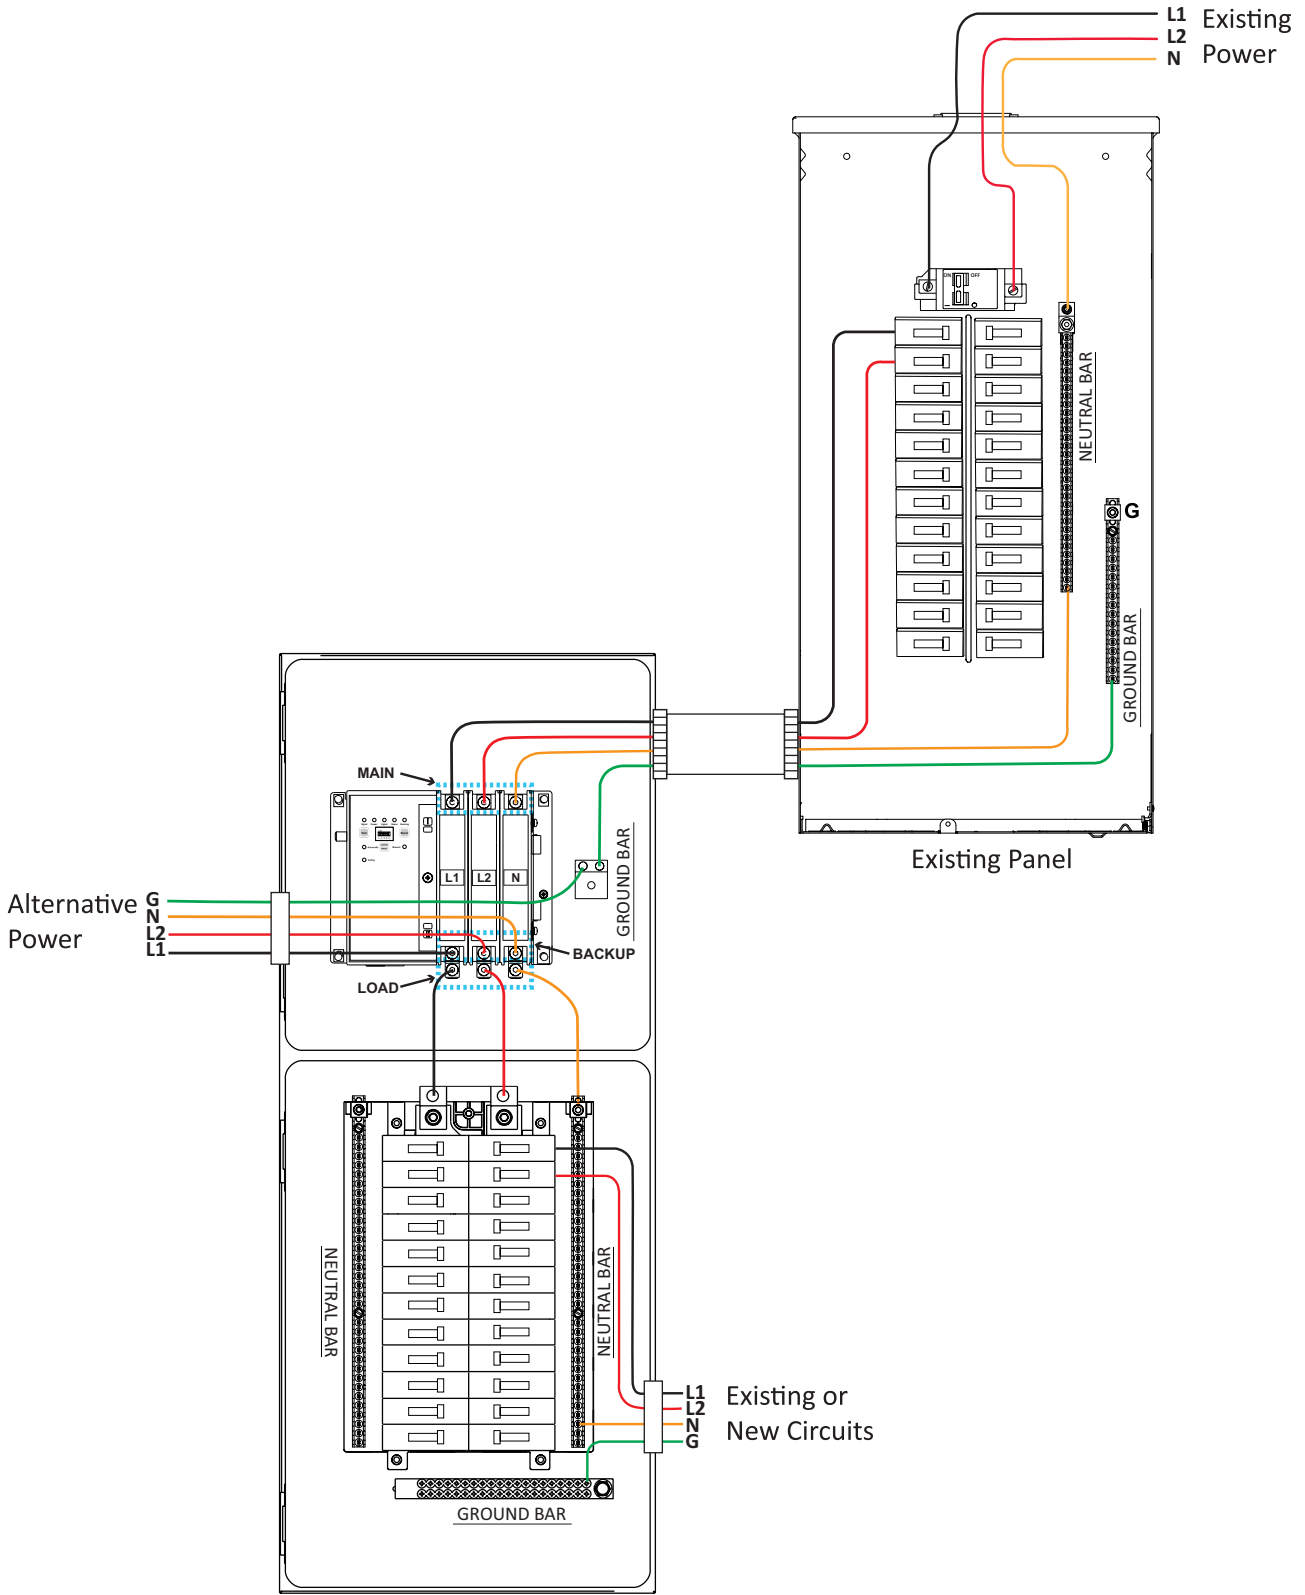 L1 Existing
L2 Power
N
ON OFF
NEUTRAL BAR
G
GROUND BAR
Existing Panel
MAIN
GROUND BAR
L1 L2 N
Alternative G
Power N
L2
L1
BACKUP
LOAD
NEUTRAL BAR
NEUTRAL BAR
L1 Existing or
L2 New Circuits
N
G
GROUND BAR